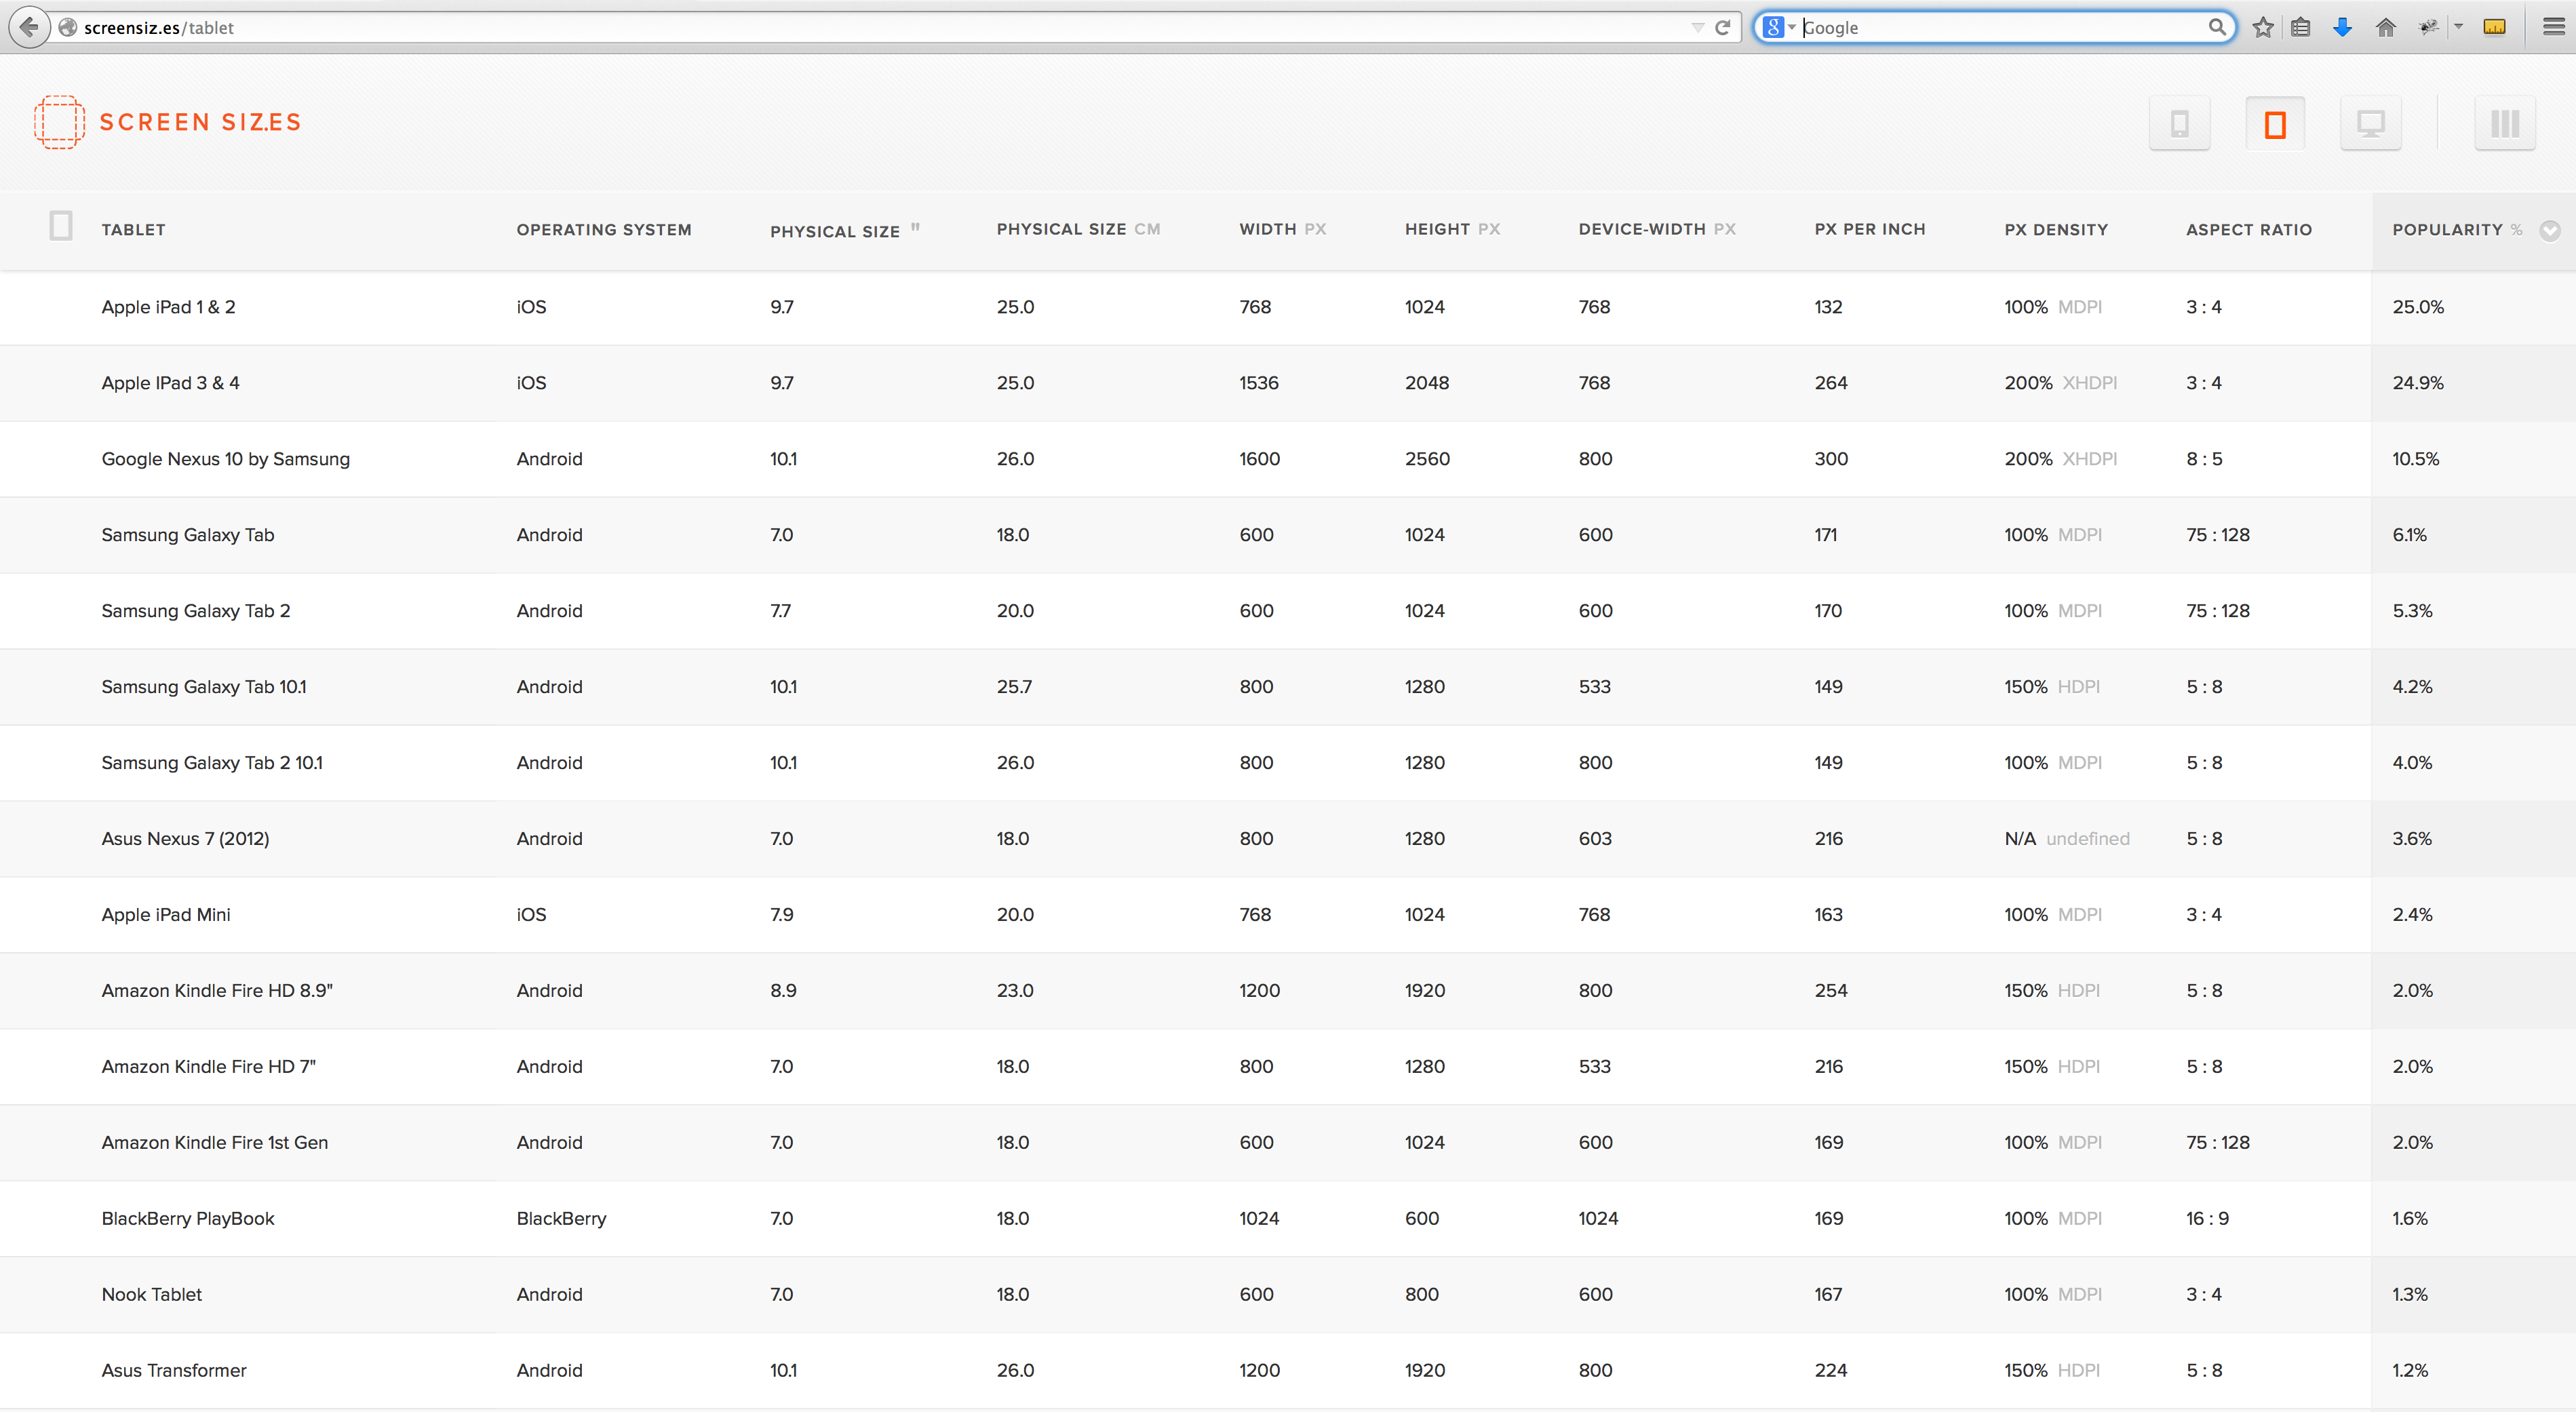 screensiz.es/tablet
Google
SCREEN SIZ.ES
TABLET OPERATING SYSTEM PHYSICAL SIZE " PHYSICAL SIZE CM WIDTH PX HEIGHT PX DEVICE-WIDTH PX PX PER INCH PX DENSITY ASPECT RATIO POPULARITY %
Apple iPad 1 & 2 iOS 9.7 25.0 768 1024 768 132 100% MDPI 3 : 4 25.0%
Apple IPad 3 & 4 iOS 9.7 25.0 1536 2048 768 264 200% XHDPI 3 : 4 24.9%
Google Nexus 10 by Samsung Android 10.1 26.0 1600 2560 800 300 200% XHDPI 8 : 5 10.5%
Samsung Galaxy Tab Android 7.0 18.0 600 1024 600 171 100% MDPI 75 : 128 6.1%
Samsung Galaxy Tab 2 Android 7.7 20.0 600 1024 600 170 100% MDPI 75 : 128 5.3%
Samsung Galaxy Tab 10.1 Android 10.1 25.7 800 1280 533 149 150% HDPI 5 : 8 4.2%
Samsung Galaxy Tab 2 10.1 Android 10.1 26.0 800 1280 800 149 100% MDPI 5 : 8 4.0%
Asus Nexus 7 (2012) Android 7.0 18.0 800 1280 603 216 N/A undefined 5 : 8 3.6%
Apple iPad Mini iOS 7.9 20.0 768 1024 768 163 100% MDPI 3 : 4 2.4%
Amazon Kindle Fire HD 8.9" Android 8.9 23.0 1200 1920 800 254 150% HDPI 5 : 8 2.0%
Amazon Kindle Fire HD 7" Android 7.0 18.0 800 1280 533 216 150% HDPI 5 : 8 2.0%
Amazon Kindle Fire 1st Gen Android 7.0 18.0 600 1024 600 169 100% MDPI 75 : 128 2.0%
BlackBerry PlayBook BlackBerry 7.0 18.0 1024 600 1024 169 100% MDPI 16 : 9 1.6%
Nook Tablet Android 7.0 18.0 600 800 600 167 100% MDPI 3 : 4 1.3%
Asus Transformer Android 10.1 26.0 1200 1920 800 224 150% HDPI 5 : 8 1.2%